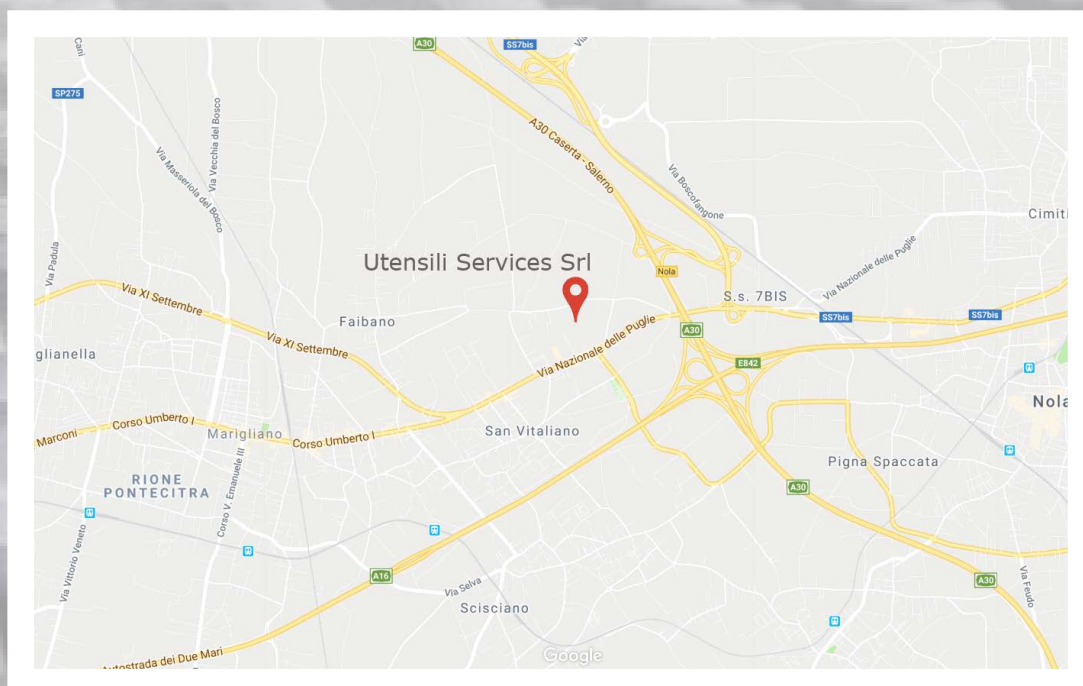 Cani
A30
SS7bis
SP275
Via Vecchia del Bosco
A30 Caserta - Salerno
Via Masseriola del Bosco
Via Boscofangone
Cimiti
Via Padula
Via Nazionale delle Puglie
Utensili Services Srl
Nola
Via XI Settembre
S.s. 7BIS
SS7bis
SS7bis
Faibano
A30
Via XI Settembre
Via Nazionale delle Puglie
glianella
E842
Nola
Marconi
Corso Umberto I
Marigliano
Corso Umberto I
San Vitaliano
Pigna Spaccata
RIONE
PONTECITRA
Corso V. Emanuele III
A30
Via Vittorio Veneto
A16
Via Selva
A30
Via Feudo
Scisciano
Autostrada dei Due Mari
Google